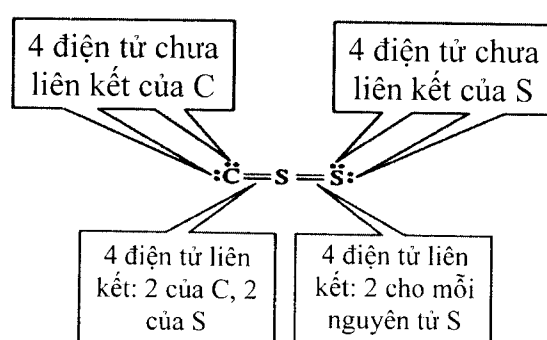 4 điện tử chưa
liên kết của C
4 điện tử chưa
liên kết của S
:C̈=S=S̈:
4 điện tử liên
kết: 2 của C, 2
của S
4 điện tử liên
kết: 2 cho mỗi
nguyên tử S